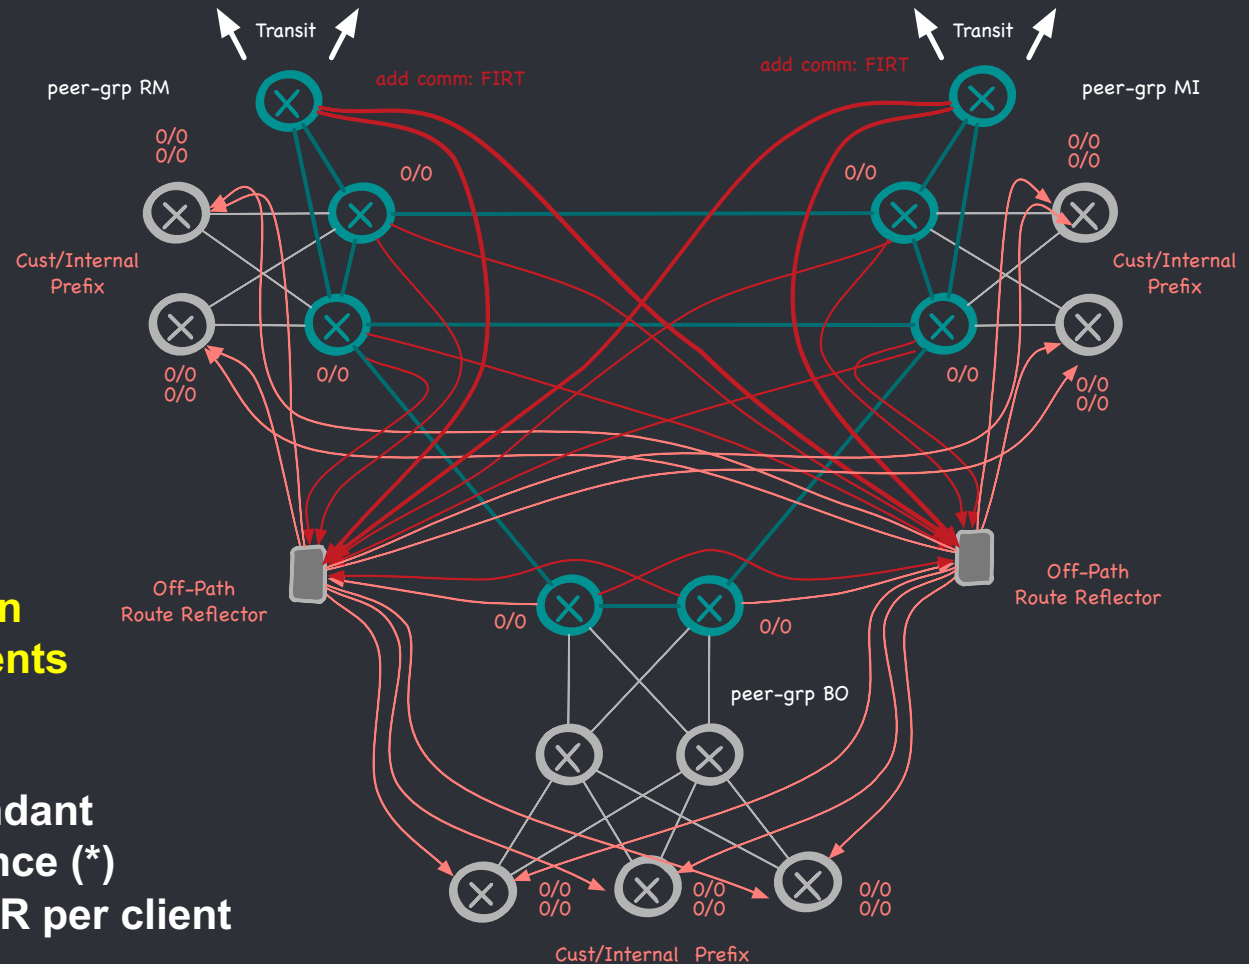 Transit
Transit
peer-grp RM
add comm: FIRT
add comm: FIRT
peer-grp MI
0/0
0/0
0/0
0/0
0/0
0/0
Cust/Internal
Prefix
Cust/Internal
Prefix
0/0
0/0
0/0
0/0
0/0
0/0
Off-Path
Route Reflector
Off-Path
Route Reflector
0/0
0/0
peer-grp BO
0/0
0/0
0/0
0/0
0/0
0/0
Cust/Internal Prefix
n
ents
ndant
nce (*)
R per client